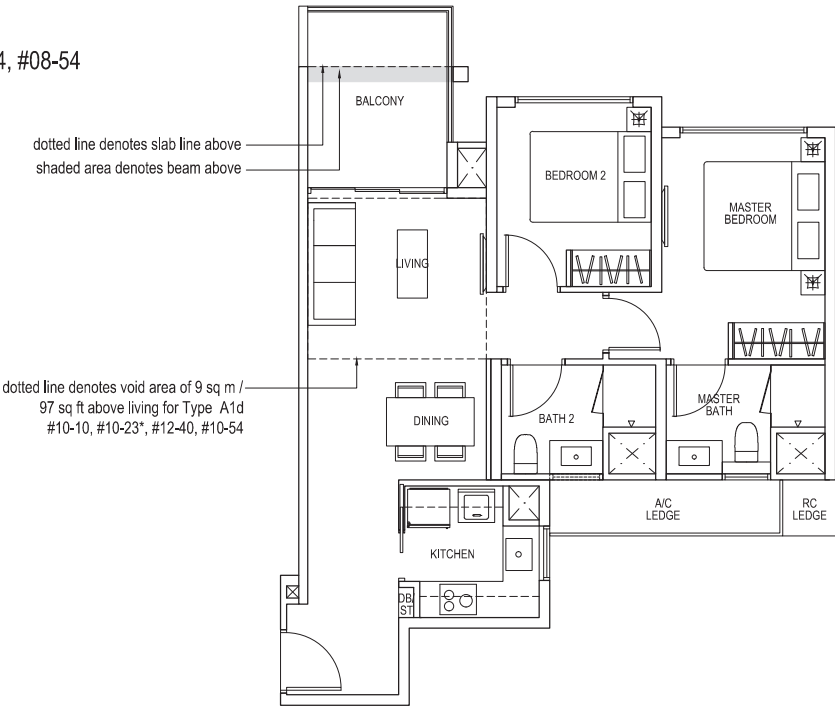 4, #08-54
BALCONY
dotted line denotes slab line above
shaded area denotes beam above
BEDROOM 2
MASTER
BEDROOM
LIVING
dotted line denotes void area of 9 sq m /
97 sq ft above living for Type A1d
#10-10, #10-23*, #12-40, #10-54
DINING
BATH 2
MASTER
BATH
A/C
LEDGE
RC
LEDGE
KITCHEN
DB/
ST